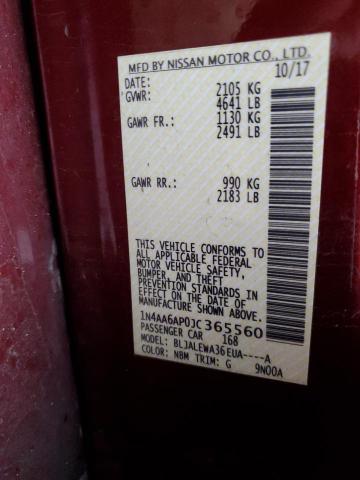 MFD BY NISSAN MOTOR CO., LTD.
DATE: 10/17
GVWR: 2105 KG
4641 LB
GAWR FR.: 1130 KG
2491 LB
GAWR RR.: 990 KG
2183 LB
THIS VEHICLE CONFORMS TO
ALL APPLICABLE FEDERAL
MOTOR VEHICLE SAFETY,
BUMPER, AND THEFT
PREVENTION STANDARDS IN
EFFECT ON THE DATE OF
MANUFACTURE SHOWN ABOVE.
1N4AA6AP0JC365560
PASSENGER CAR 168
MODEL: BLJALEWA36EUA----A
COLOR: NBM TRIM: G 9N00A